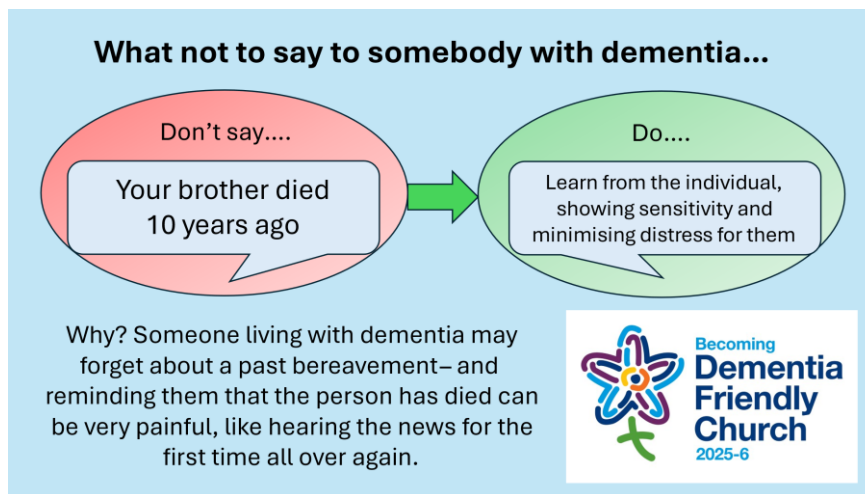 What not to say to somebody with dementia...
Don’t say....
Your brother died
10 years ago
Do....
Learn from the individual,
showing sensitivity and
minimising distress for them
Why? Someone living with dementia may
forget about a past bereavement– and
reminding them that the person has died can
be very painful, like hearing the news for the
first time all over again.
Becoming
Dementia
Friendly
Church
2025-6